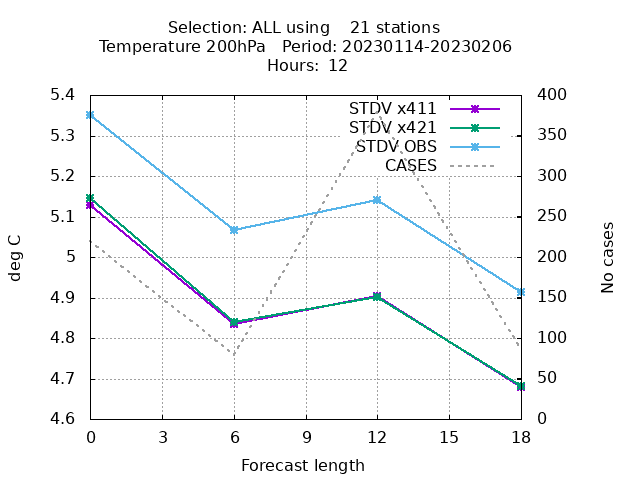 Selection: ALL using    21 stations
Temperature 200hPa   Period: 20230114-20230206
Hours:  12
STDV x411
STDV x421
STDV OBS
CASES
5.4
5.3
5.2
5.1
5
4.9
4.8
4.7
4.6
400
350
300
250
200
150
100
50
0
deg C
No cases
0 3 6 9 12 15 18
Forecast length